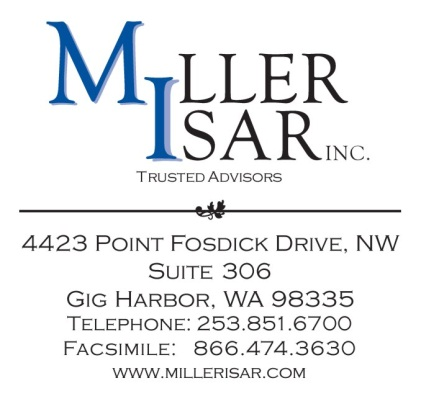 MILLER
ISAR INC.
TRUSTED ADVISORS
4423 POINT FOSDICK DRIVE, NW
SUITE 306
GIG HARBOR, WA 98335
TELEPHONE: 253.851.6700
FACSIMILE: 866.474.3630
WWW.MILLERISAR.COM